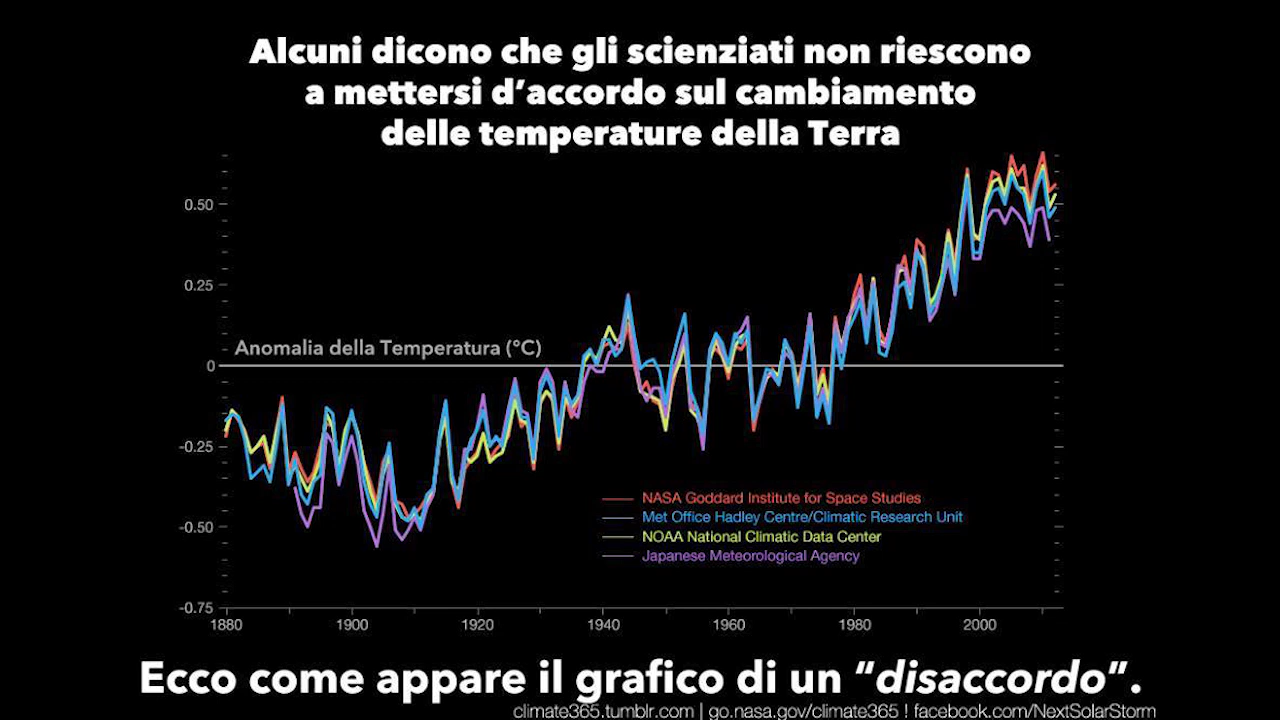 Alcuni dicono che gli scienziati non riescono
a mettersi d’accordo sul cambiamento
delle temperature della Terra
0.50
0.25
Anomalia della Temperatura (°C)
0
-0.25
NASA Goddard Institute for Space Studies
Met Office Hadley Centre/Climatic Research Unit
-0.50
NOAA National Climatic Data Center
Japanese Meteorological Agency
-0.75
1880 1900 1920 1940 1960 1980 2000
Ecco come appare il grafico di un “disaccordo”.
climate365.tumblr.com | go.nasa.gov/climate365 ! facebook.com/NextSolarStorm